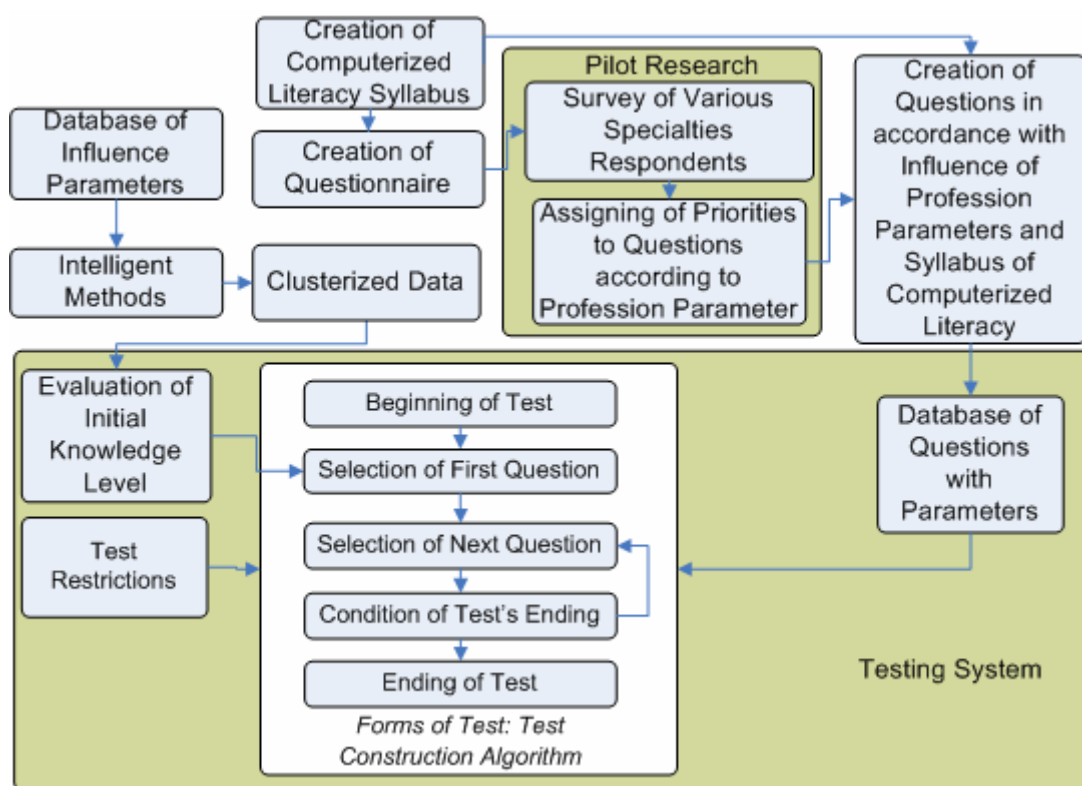 Creation of
Computerized
Literacy Syllabus
Pilot Research
Creation of
Questions in
accordance with
Influence of
Profession
Parameters and
Syllabus of
Computerized
Literacy
Survey of Various
Specialties
Respondents
Database of
Influence
Parameters
Creation of
Questionnaire
Assigning of Priorities
to Questions
according to
Profession Parameter
Intelligent
Methods
Clusterized Data
Evaluation of
Initial
Knowledge
Level
Beginning of Test
Selection of First Question
Selection of Next Question
Condition of Test's Ending
Ending of Test
Forms of Test: Test
Construction Algorithm
Test
Restrictions
Database of
Questions
with
Parameters
Testing System